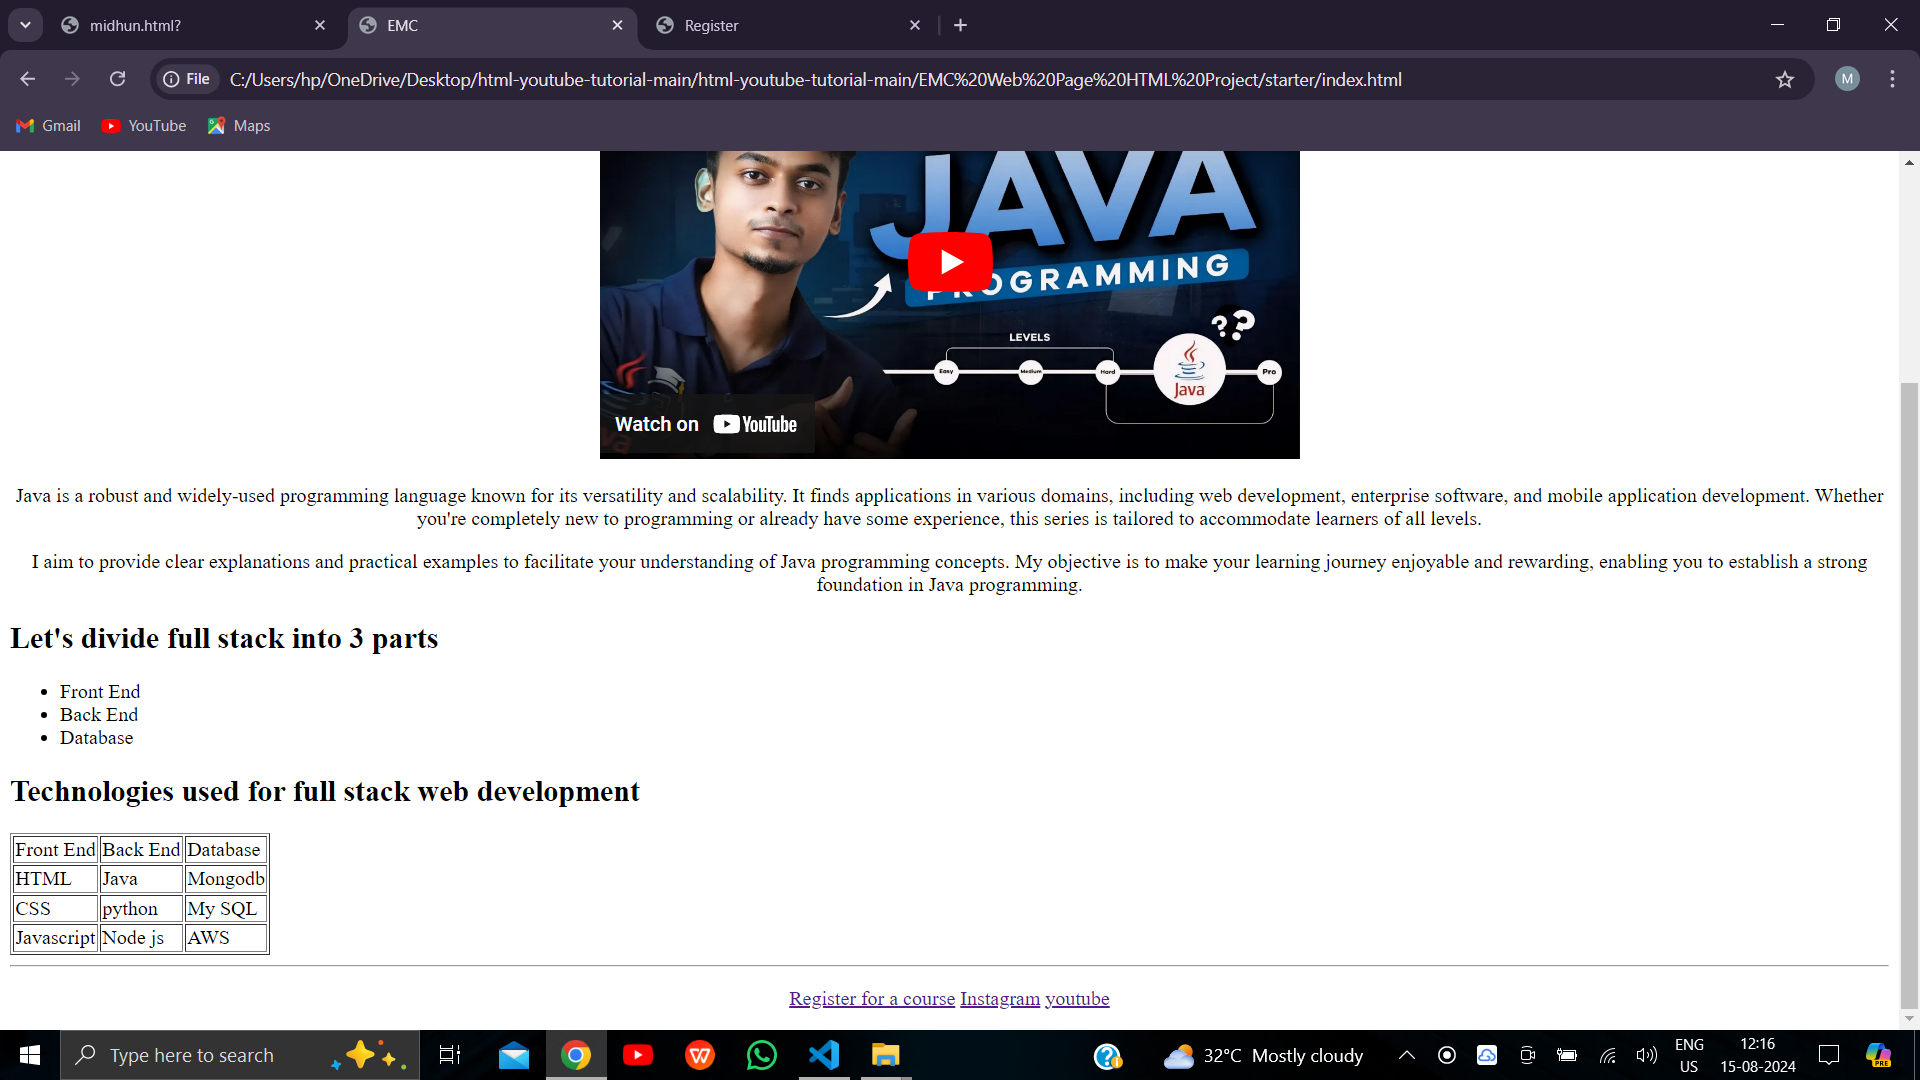 midhun.html?
EMC
Register
File
C:/Users/hp/OneDrive/Desktop/html-youtube-tutorial-main/html-youtube-tutorial-main/EMC%20Web%20Page%20HTML%20Project/starter/index.html
M
Gmail
YouTube
Maps
JAVA
PROGRAMMING
??
LEVELS
Easy
Medium
Hard
Pro
Java
Watch on YouTube
Java is a robust and widely-used programming language known for its versatility and scalability. It finds applications in various domains, including web development, enterprise software, and mobile application development. Whether
you're completely new to programming or already have some experience, this series is tailored to accommodate learners of all levels.
I aim to provide clear explanations and practical examples to facilitate your understanding of Java programming concepts. My objective is to make your learning journey enjoyable and rewarding, enabling you to establish a strong
foundation in Java programming.
Let's divide full stack into 3 parts
Front End
Back End
Database
Technologies used for full stack web development
Front End Back End Database
HTML Java Mongodb
CSS python My SQL
Javascript Node js AWS
Register for a course Instagram youtube
Type here to search
32°C Mostly cloudy
ENG
US
12:16
15-08-2024
PRE